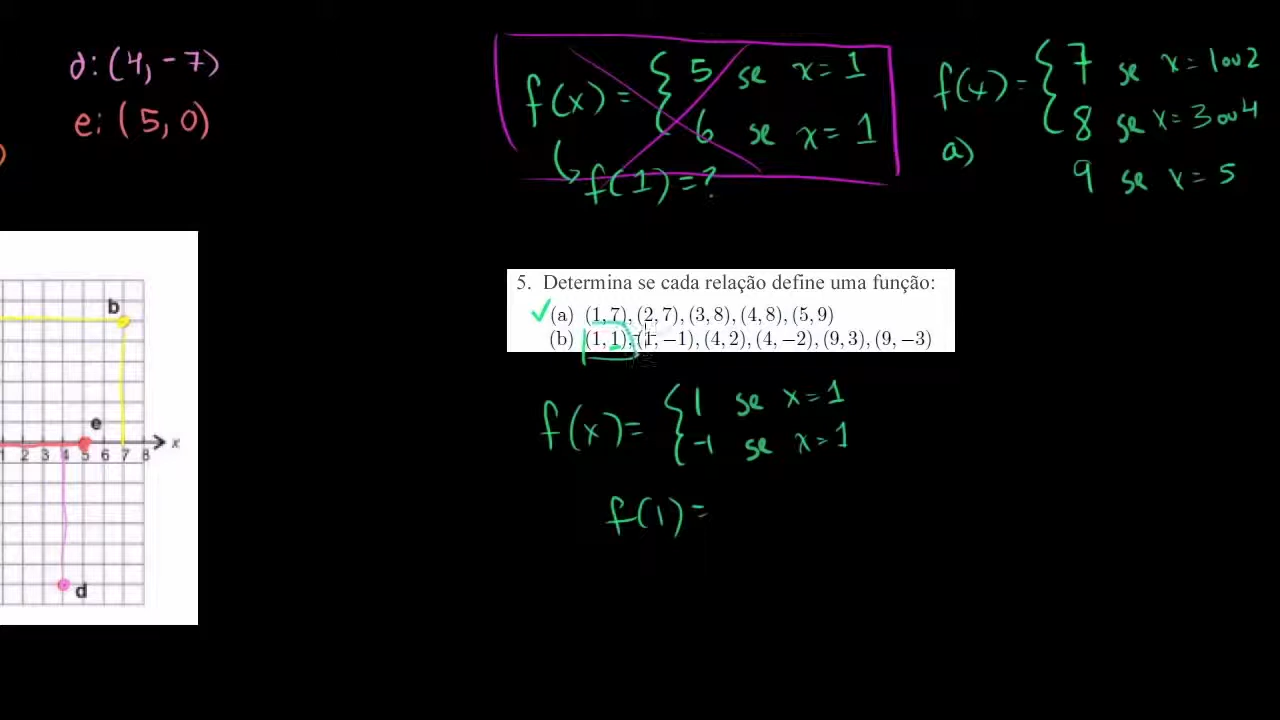 d: (4, -7)
e: (5, 0)
)
f(x) = { 5 se x = 1
6 se x = 1
f(1) = ?
f(x) = { 7 se x = 1 ou 2
8 se x = 3 ou 4
9 se x = 5
a)
5. Determina se cada relação define uma função:
✓(a) (1, 7), (2, 7), (3, 8), (4, 8), (5, 9)
(b) (1, 1), (1, −1), (4, 2), (4, −2), (9, 3), (9, −3)
f(x) = { 1 se x = 1
-1 se x = 1
f(1) =
b
e
x
1 2 3 4 5 6 7 8
d